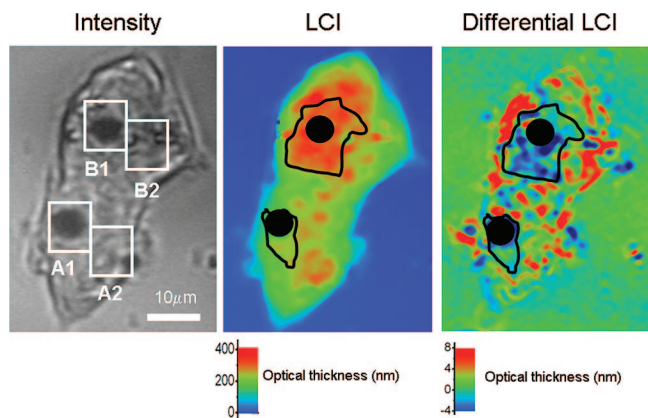 Intensity
LCI
Differential LCI
B1
B2
A1
A2
10μm
400
200
0
Optical thickness (nm)
8
4
0
-4
Optical thickness (nm)